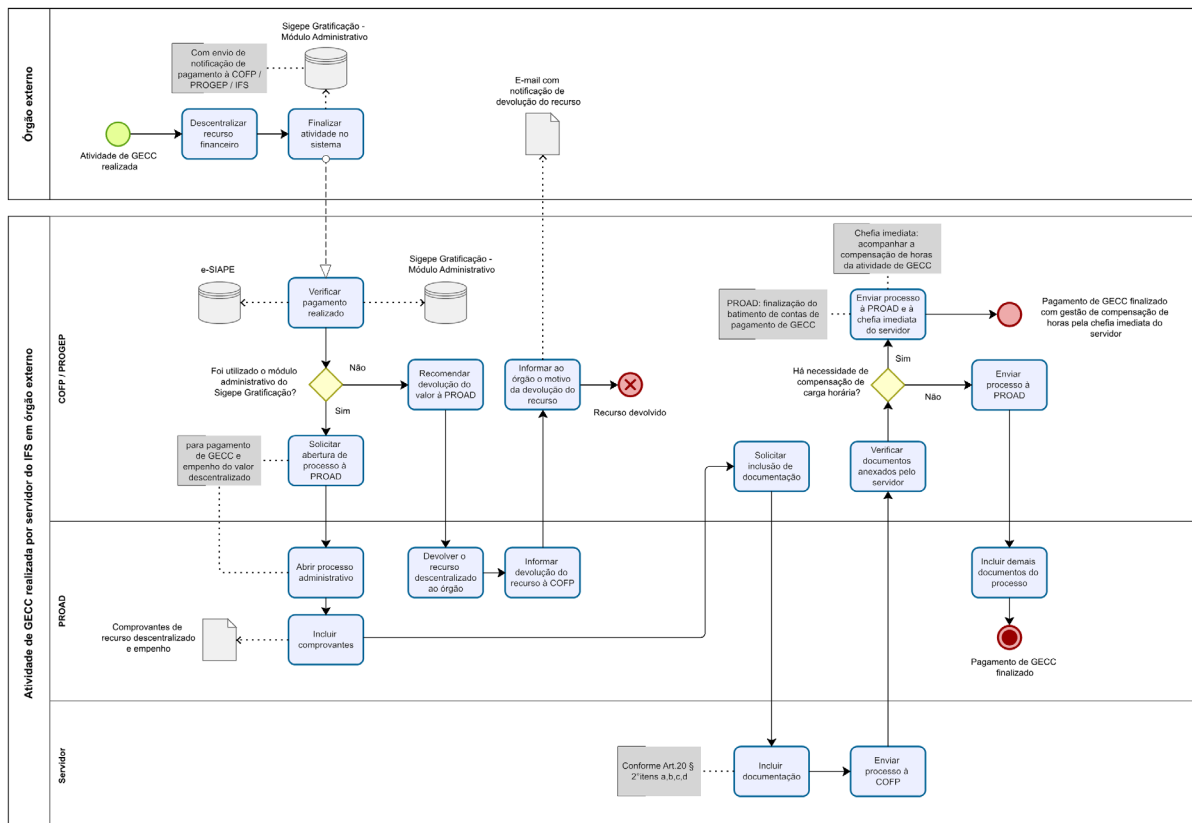 Órgão externo
Sigepe Gratificação -
Módulo Administrativo
Com envio de
notificação de
pagamento à COFP /
PROGEP / IFS
E-mail com
notificação de
devolução do recurso
Atividade de GECC
realizada
Descentralizar
recurso
financeiro
Finalizar
atividade no
sistema
Atividade de GECC realizada por servidor do IFS em órgão externo
COFP / PROGEP
e-SIAPE
Verificar
pagamento
realizado
Sigepe Gratificação -
Módulo Administrativo
Chefia imediata:
acompanhar a
compensação de horas
da atividade de GECC
PROAD: finalização do
batimento de contas de
pagamento de GECC
Enviar processo
à PROAD e à
chefia imediata
do servidor
Pagamento de GECC finalizado
com gestão de compensação de
horas pela chefia imediata do
servidor
Foi utilizado o módulo
administrativo do
Sigepe Gratificação?
Não
Sim
Recomendar
devolução do
valor à PROAD
Informar ao
órgão o motivo
da devolução do
recurso
Recurso devolvido
Há necessidade de
compensação de
carga horária?
Sim
Não
Enviar
processo à
PROAD
para pagamento
de GECC e
empenho do valor
descentralizado
Solicitar
abertura de
processo à
PROAD
Solicitar
inclusão de
documentação
Verificar
documentos
anexados pelo
servidor
PROAD
Abrir processo
administrativo
Devolver o
recurso
descentralizado
ao órgão
Informar
devolução do
recurso à COFP
Incluir demais
documentos do
processo
Comprovantes de
recurso descentralizado
e empenho
Incluir
comprovantes
Pagamento de GECC
finalizado
Servidor
Conforme Art.20 §
2°itens a,b,c,d
Incluir
documentação
Enviar
processo à
COFP